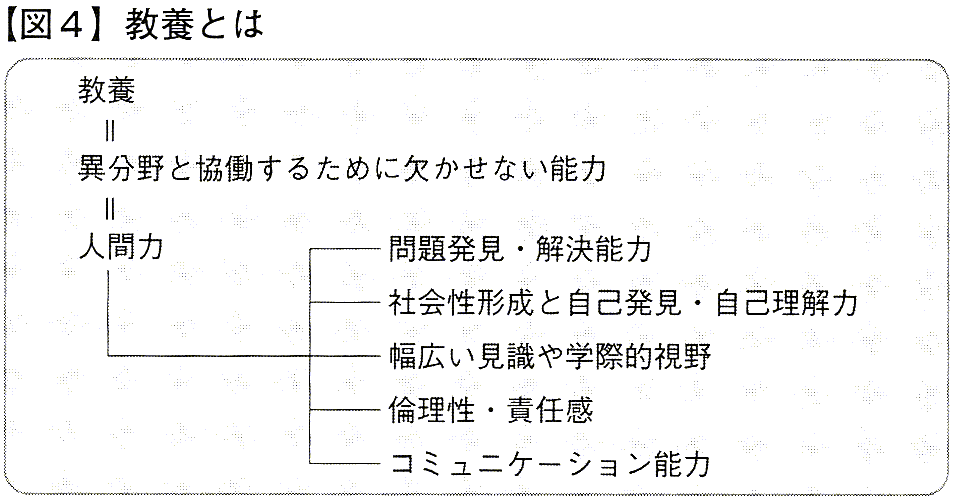 【図4】教養とは
教養
＝
異分野と協働するために欠かせない能力
＝
人間力
問題発見・解決能力
社会性形成と自己発見・自己理解力
幅広い見識や学際的視野
倫理性・責任感
コミュニケーション能力